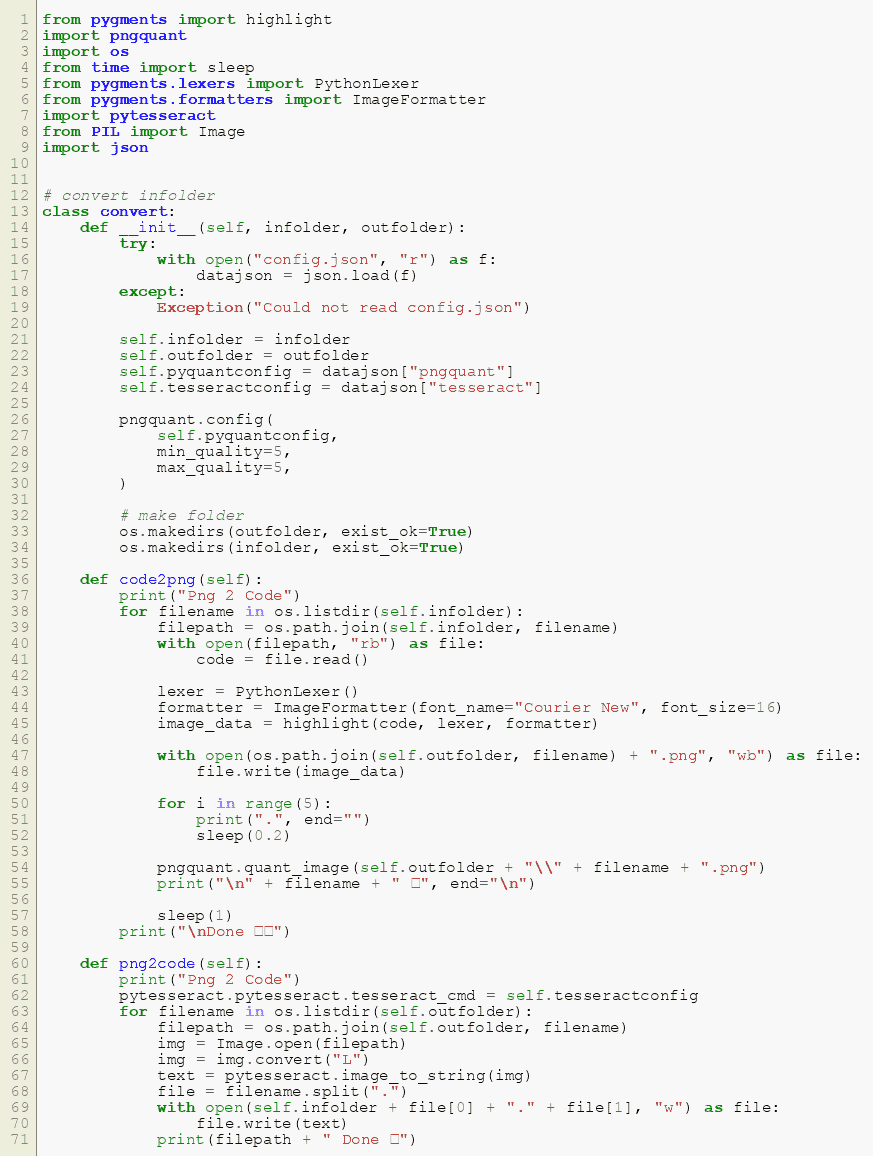 1 from pygments import highlight
2 import pngquant
3 import os
4 from time import sleep
5 from pygments.lexers import PythonLexer
6 from pygments.formatters import ImageFormatter
7 import pytesseract
8 from PIL import Image
9 import json
10
11
12 # convert infolder
13 class convert:
14     def __init__(self, infolder, outfolder):
15         try:
16             with open("config.json", "r") as f:
17                 datajson = json.load(f)
18         except:
19             Exception("Could not read config.json")
20
21         self.infolder = infolder
22         self.outfolder = outfolder
23         self.pyquantconfig = datajson["pngquant"]
24         self.tesseractconfig = datajson["tesseract"]
25
26         pngquant.config(
27             self.pyquantconfig,
28             min_quality=5,
29             max_quality=5,
30         )
31
32         # make folder
33         os.makedirs(outfolder, exist_ok=True)
34         os.makedirs(infolder, exist_ok=True)
35
36     def code2png(self):
37         print("Png 2 Code")
38         for filename in os.listdir(self.infolder):
39             filepath = os.path.join(self.infolder, filename)
40             with open(filepath, "rb") as file:
41                 code = file.read()
42
43             lexer = PythonLexer()
44             formatter = ImageFormatter(font_name="Courier New", font_size=16)
45             image_data = highlight(code, lexer, formatter)
46
47             with open(os.path.join(self.outfolder, filename) + ".png", "wb") as file:
48                 file.write(image_data)
49
50             for i in range(5):
51                 print(".", end="")
52                 sleep(0.2)
53
54             pngquant.quant_image(self.outfolder + "\\" + filename + ".png")
55             print("\n" + filename + " □", end="\n")
56
57             sleep(1)
58         print("\nDone □□")
59
60     def png2code(self):
61         print("Png 2 Code")
62         pytesseract.pytesseract.tesseract_cmd = self.tesseractconfig
63         for filename in os.listdir(self.outfolder):
64             filepath = os.path.join(self.outfolder, filename)
65             img = Image.open(filepath)
66             img = img.convert("L")
67             text = pytesseract.image_to_string(img)
68             file = filename.split(".")
69             with open(self.infolder + file[0] + "." + file[1], "w") as file:
70                 file.write(text)
71             print(filepath + " Done □")